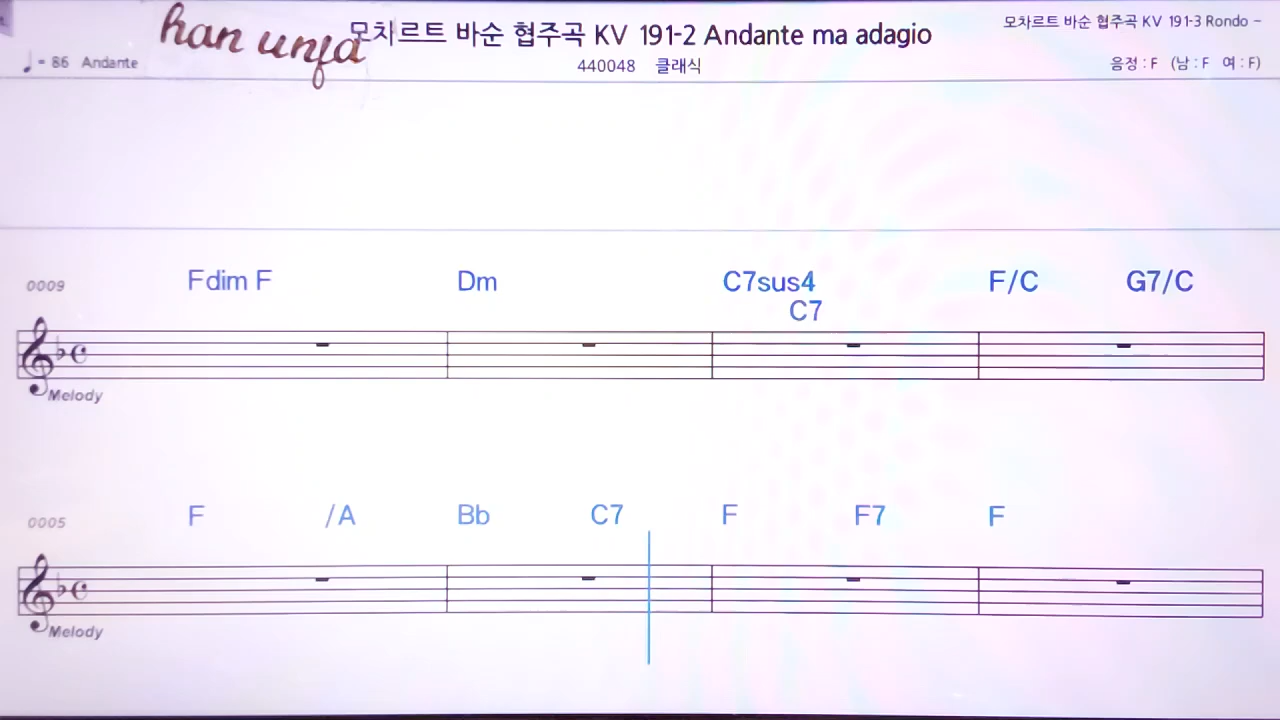 han unfa
모차르트 바순 협주곡 KV 191-2 Andante ma adagio
모차르트 바순 협주곡 KV 191-3 Rondo ~
♩ = 86 Andante
440048 클래식
음정 : F (남 : F 여 : F)
Fdim F Dm C7sus4 F/C G7/C
0009
C7
Melody
F /A Bb C7 F F7 F
0005
Melody